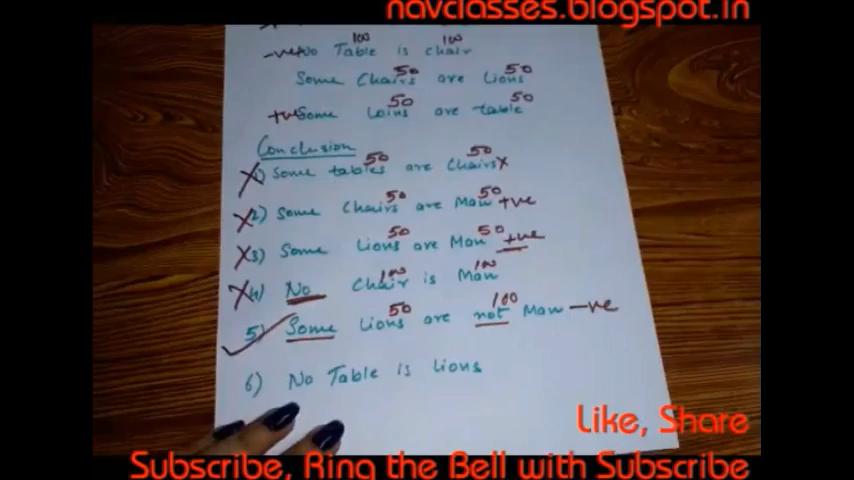 navclasses.blogspot.in
100 100
-ve No Table is chair
50 50
Some Chairs are Lions
50 50
+ve Some Loins are table
Conclusion
50 50
X 1) Some tables are Chairs x
50 50
X 2) Some Chairs are Man +ve
50 50
X 3) Some Lions are Man +ve
100 100
X 4) No Chair is Man
50 100
5) Some Lions are not Man -ve
6) No Table is Lions
Like, Share
Subscribe, Ring the Bell with Subscribe